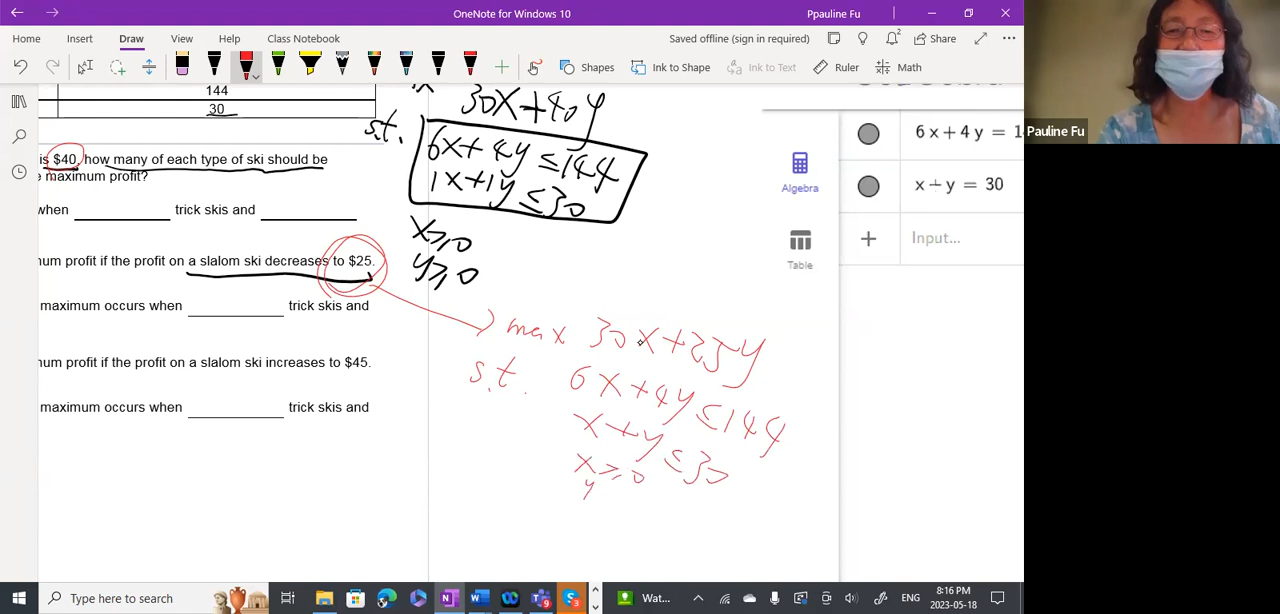 OneNote for Windows 10
Ppauline Fu
Home Insert Draw View Help Class Notebook
Saved offline (sign in required)
Share
Shapes Ink to Shape Ink to Text Ruler Math
144
30
is $40, how many of each type of ski should be
e maximum profit?
when __________ trick skis and __________
num profit if the profit on a slalom ski decreases to $25.
maximum occurs when __________ trick skis and
num profit if the profit on a slalom ski increases to $45.
maximum occurs when __________ trick skis and
30x+40y
s.t.
6x+4y ≤144
1x+1y ≤30
x≥0
y≥0
max 30x+25y
s.t. 6x+4y≤144
x+y≤30
x≥0
y
Algebra
Table
6x + 4y = 1
x + y = 30
Input...
Pauline Fu
Type here to search
Wat...
8:16 PM
2023-05-18